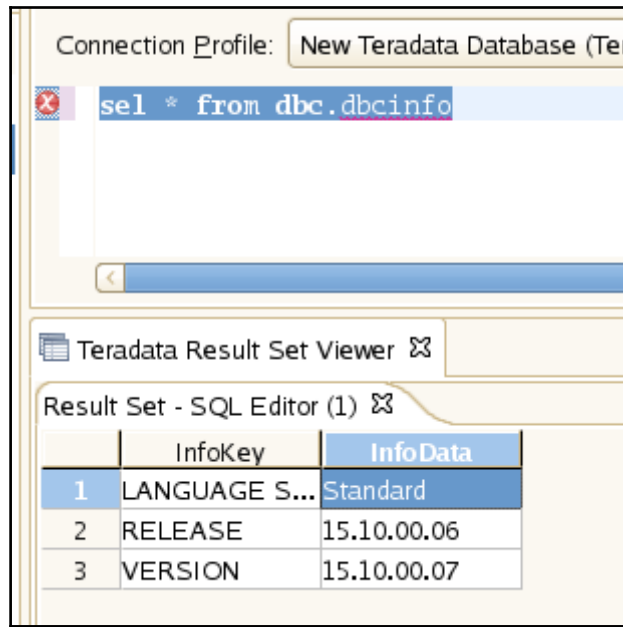 Connection Profile: New Teradata Database (Te
sel * from dbc.dbcinfo
Teradata Result Set Viewer
Result Set - SQL Editor (1)
InfoKey InfoData
1 LANGUAGE S... Standard
2 RELEASE 15.10.00.06
3 VERSION 15.10.00.07